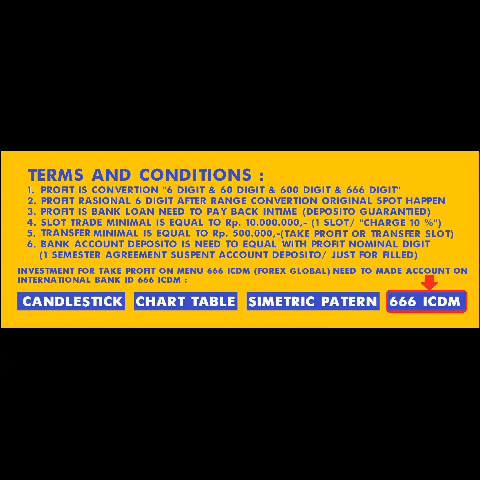 TERMS AND CONDITIONS :
1. PROFIT IS CONVERTION "6 DIGIT & 60 DIGIT & 600 DIGIT & 666 DIGIT"
2. PROFIT RASIONAL 6 DIGIT AFTER RANGE CONVERTION ORIGINAL SPOT HAPPEN
3. PROFIT IS BANK LOAN NEED TO PAY BACK INTIME (DEPOSITO GUARANTIED)
4. SLOT TRADE MINIMAL IS EQUAL TO Rp. 10.000.000,- (1 SLOT/ "CHARGE 10 %")
5. TRANSFER MINIMAL IS EQUAL TO Rp. 500.000,-(TAKE PROFIT OR TRANSFER SLOT)
6. BANK ACCOUNT DEPOSITO IS NEED TO EQUAL WITH PROFIT NOMINAL DIGIT
(1 SEMESTER AGREEMENT SUSPENT ACCOUNT DEPOSITO/ JUST FOR FILLED)
INVESTMENT FOR TAKE PROFIT ON MENU 666 ICDM (FOREX GLOBAL) NEED TO MADE ACCOUNT ON
INTERNATIONAL BANK ID 666 ICDM :
CANDLESTICK CHART TABLE SIMETRIC PATERN 666 ICDM